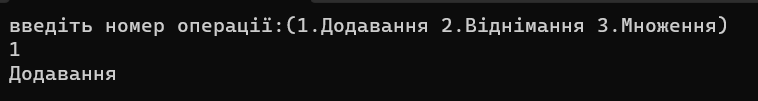 введіть номер операції:(1.Додавання 2.Віднімання 3.Множення)
1
Додавання